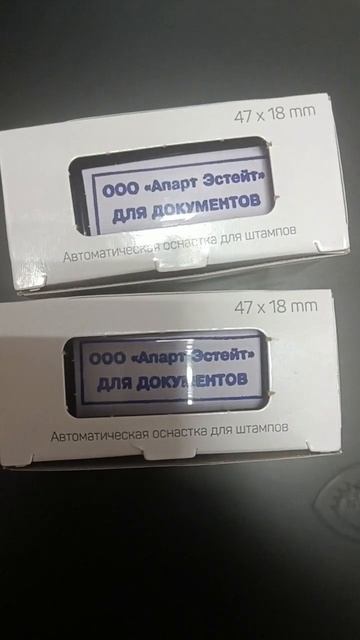 47 x 18 mm
ООО «Апарт Эстейт»
ДЛЯ ДОКУМЕНТОВ
Автоматическая оснастка для штампов
47 x 18 mm
ООО «Апарт Эстейт»
ДЛЯ ДОКУМЕНТОВ
Автоматическая оснастка для штампов